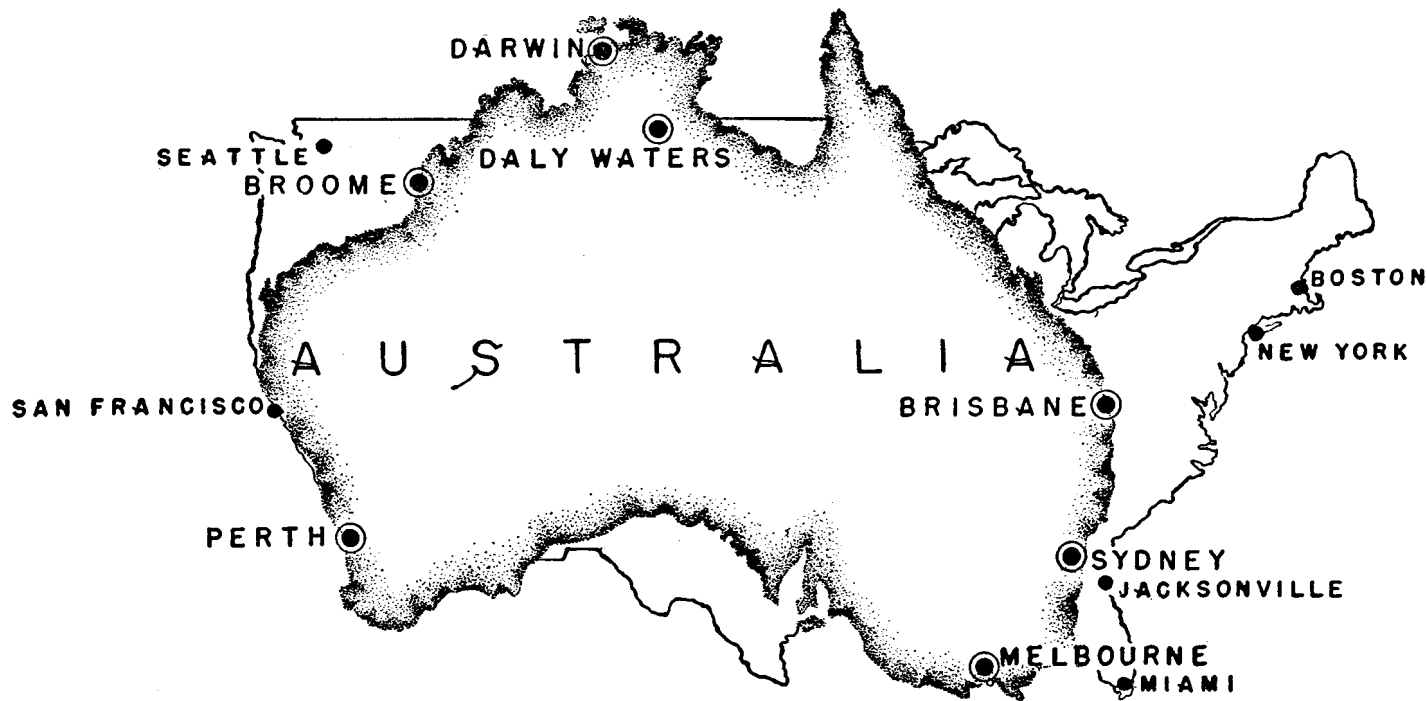 DARWIN
SEATTLE
DALY WATERS
BROOME
BOSTON
AUSTRALIA
NEW YORK
SAN FRANCISCO
BRISBANE
PERTH
SYDNEY
JACKSONVILLE
MELBOURNE
MIAMI